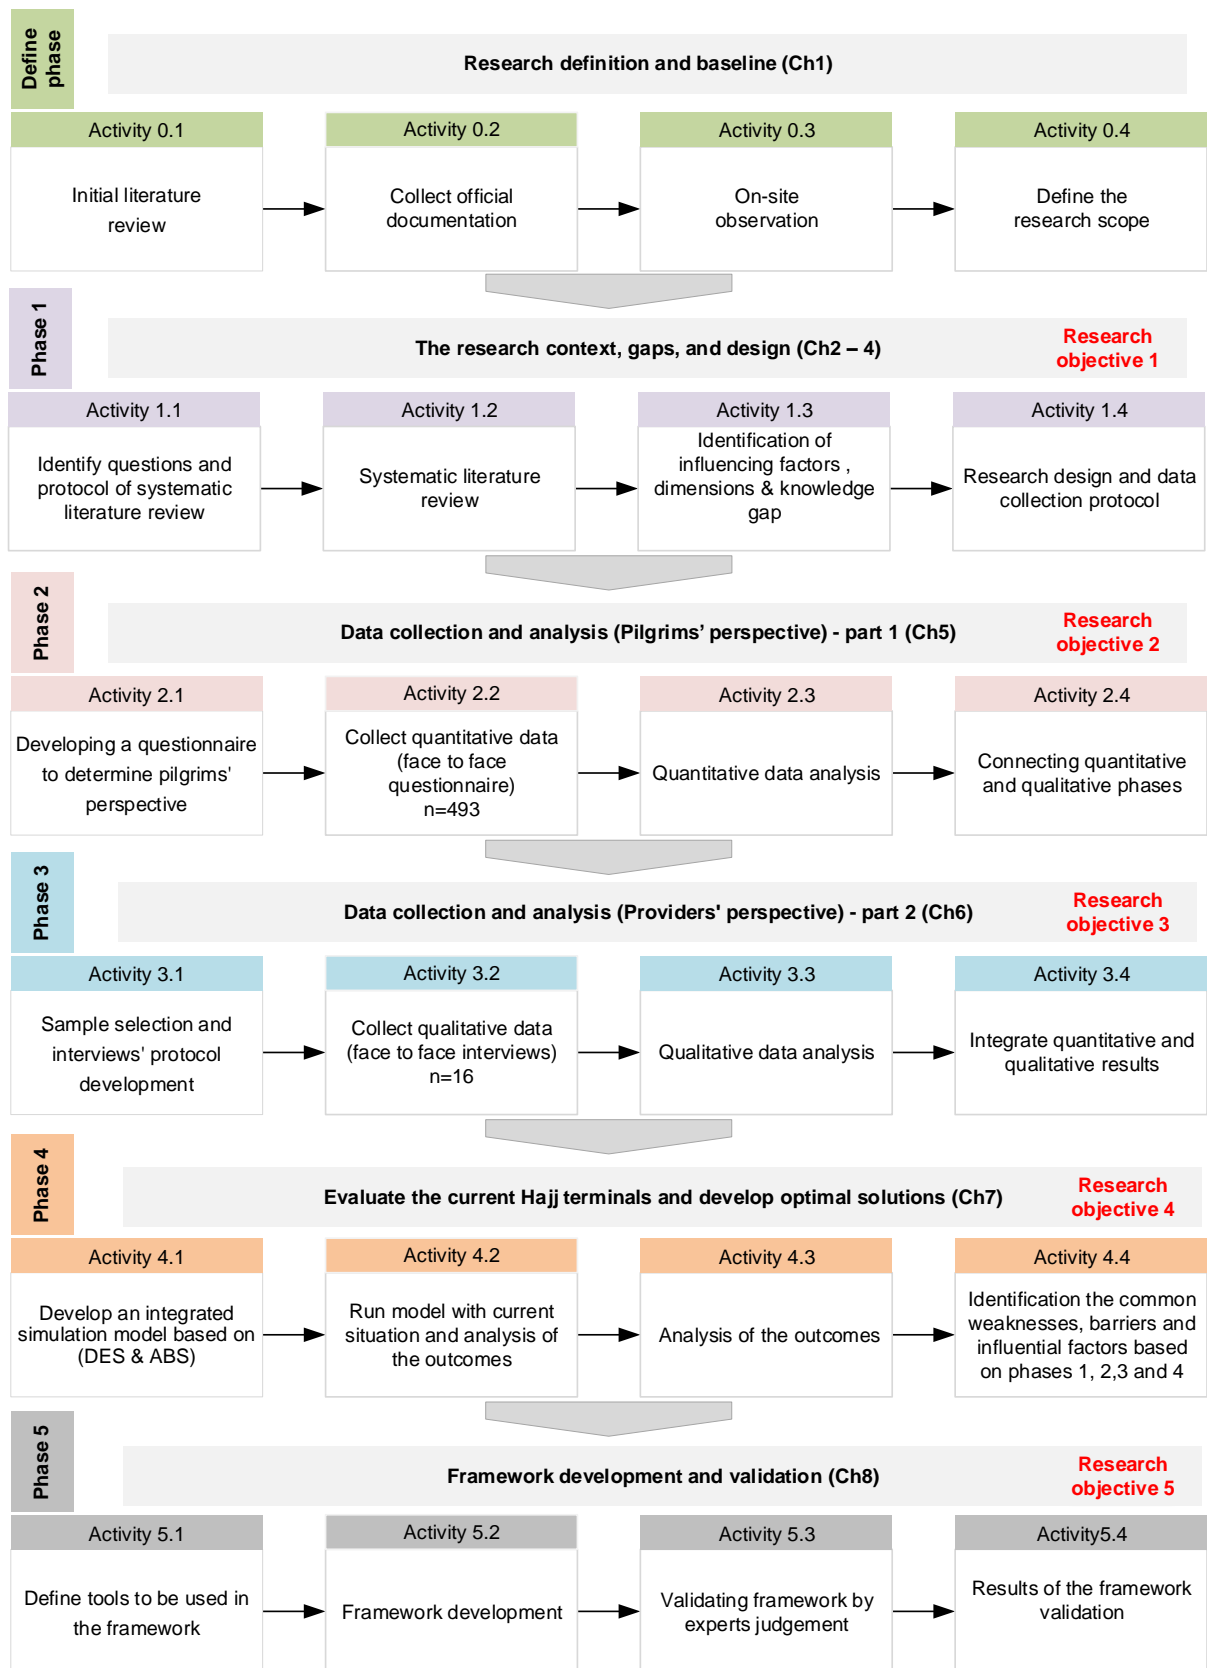 Define
phase
Research definition and baseline (Ch1)
Activity 0.1
Initial literature
review
Activity 0.2
Collect official
documentation
Activity 0.3
On-site
observation
Activity 0.4
Define the
research scope
Phase 1
The research context, gaps, and design (Ch2 – 4)
Research
objective 1
Activity 1.1
Identify questions and
protocol of systematic
literature review
Activity 1.2
Systematic literature
review
Activity 1.3
Identification of
influencing factors ,
dimensions & knowledge
gap
Activity 1.4
Research design and data
collection protocol
Phase 2
Data collection and analysis (Pilgrims’ perspective) - part 1 (Ch5)
Research
objective 2
Activity 2.1
Developing a questionnaire
to determine pilgrims'
perspective
Activity 2.2
Collect quantitative data
(face to face
questionnaire)
n=493
Activity 2.3
Quantitative data analysis
Activity 2.4
Connecting quantitative
and qualitative phases
Phase 3
Data collection and analysis (Providers' perspective) - part 2 (Ch6)
Research
objective 3
Activity 3.1
Sample selection and
interviews' protocol
development
Activity 3.2
Collect qualitative data
(face to face interviews)
n=16
Activity 3.3
Qualitative data analysis
Activity 3.4
Integrate quantitative and
qualitative results
Phase 4
Evaluate the current Hajj terminals and develop optimal solutions (Ch7)
Research
objective 4
Activity 4.1
Develop an integrated
simulation model based on
(DES & ABS)
Activity 4.2
Run model with current
situation and analysis of
the outcomes
Activity 4.3
Analysis of the outcomes
Activity 4.4
Identification the common
weaknesses, barriers and
influential factors based
on phases 1, 2,3 and 4
Phase 5
Framework development and validation (Ch8)
Research
objective 5
Activity 5.1
Define tools to be used in
the framework
Activity 5.2
Framework development
Activity 5.3
Validating framework by
experts judgement
Activity5.4
Results of the framework
validation